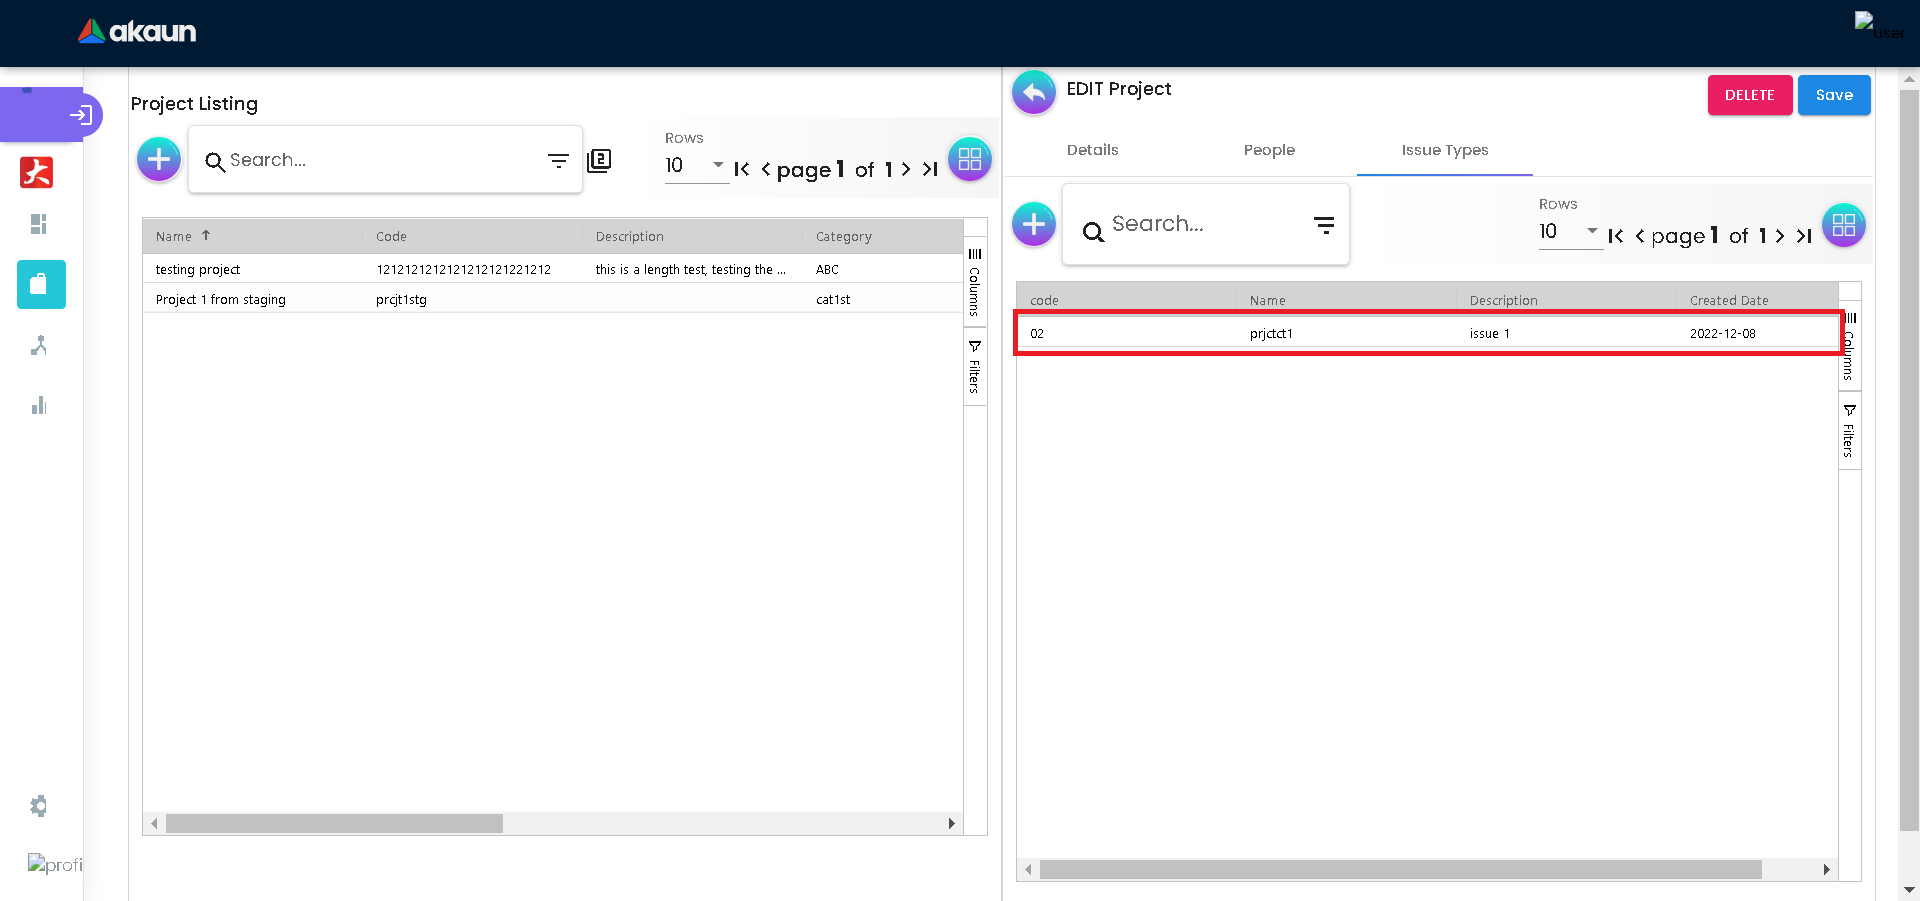 akaun
user
Project Listing
Search...
2
Rows
10
page 1 of 1
Name
Code
Description
Category
testing project
1212121212121212121221212
this is a length test, testing the ...
ABC
Project 1 from staging
prcjt1stg
cat1st
Columns
Filters
profi
EDIT Project
DELETE
Save
Details
People
Issue Types
Search...
Rows
10
page 1 of 1
code
Name
Description
Created Date
02
prjctct1
issue 1
2022-12-08
Columns
Filters